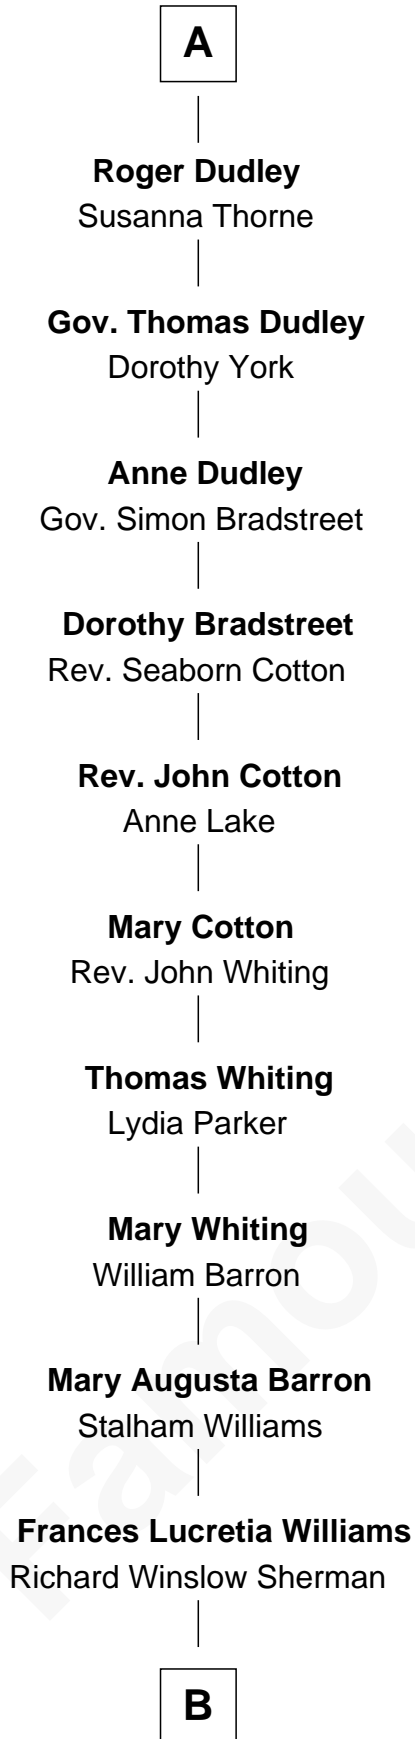 A
Roger Dudley
Susanna Thorne
Gov. Thomas Dudley
Dorothy York
Anne Dudley
Gov. Simon Bradstreet
Dorothy Bradstreet
Rev. Seaborn Cotton
Rev. John Cotton
Anne Lake
Mary Cotton
Rev. John Whiting
Thomas Whiting
Lydia Parker
Mary Whiting
William Barron
Mary Augusta Barron
Stalham Williams
Frances Lucretia Williams
Richard Winslow Sherman
B
Famou